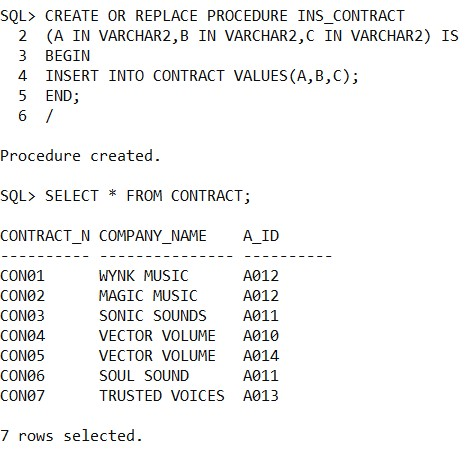 SQL> CREATE OR REPLACE PROCEDURE INS_CONTRACT
  2  (A IN VARCHAR2,B IN VARCHAR2,C IN VARCHAR2) IS
  3  BEGIN
  4  INSERT INTO CONTRACT VALUES(A,B,C);
  5  END;
  6  /
Procedure created.
SQL> SELECT * FROM CONTRACT;
CONTRACT_N COMPANY_NAME    A_ID
---------- --------------- ----------
CON01      WYNK MUSIC      A012
CON02      MAGIC MUSIC     A012
CON03      SONIC SOUNDS    A011
CON04      VECTOR VOLUME   A010
CON05      VECTOR VOLUME   A014
CON06      SOUL SOUND      A011
CON07      TRUSTED VOICES  A013
7 rows selected.